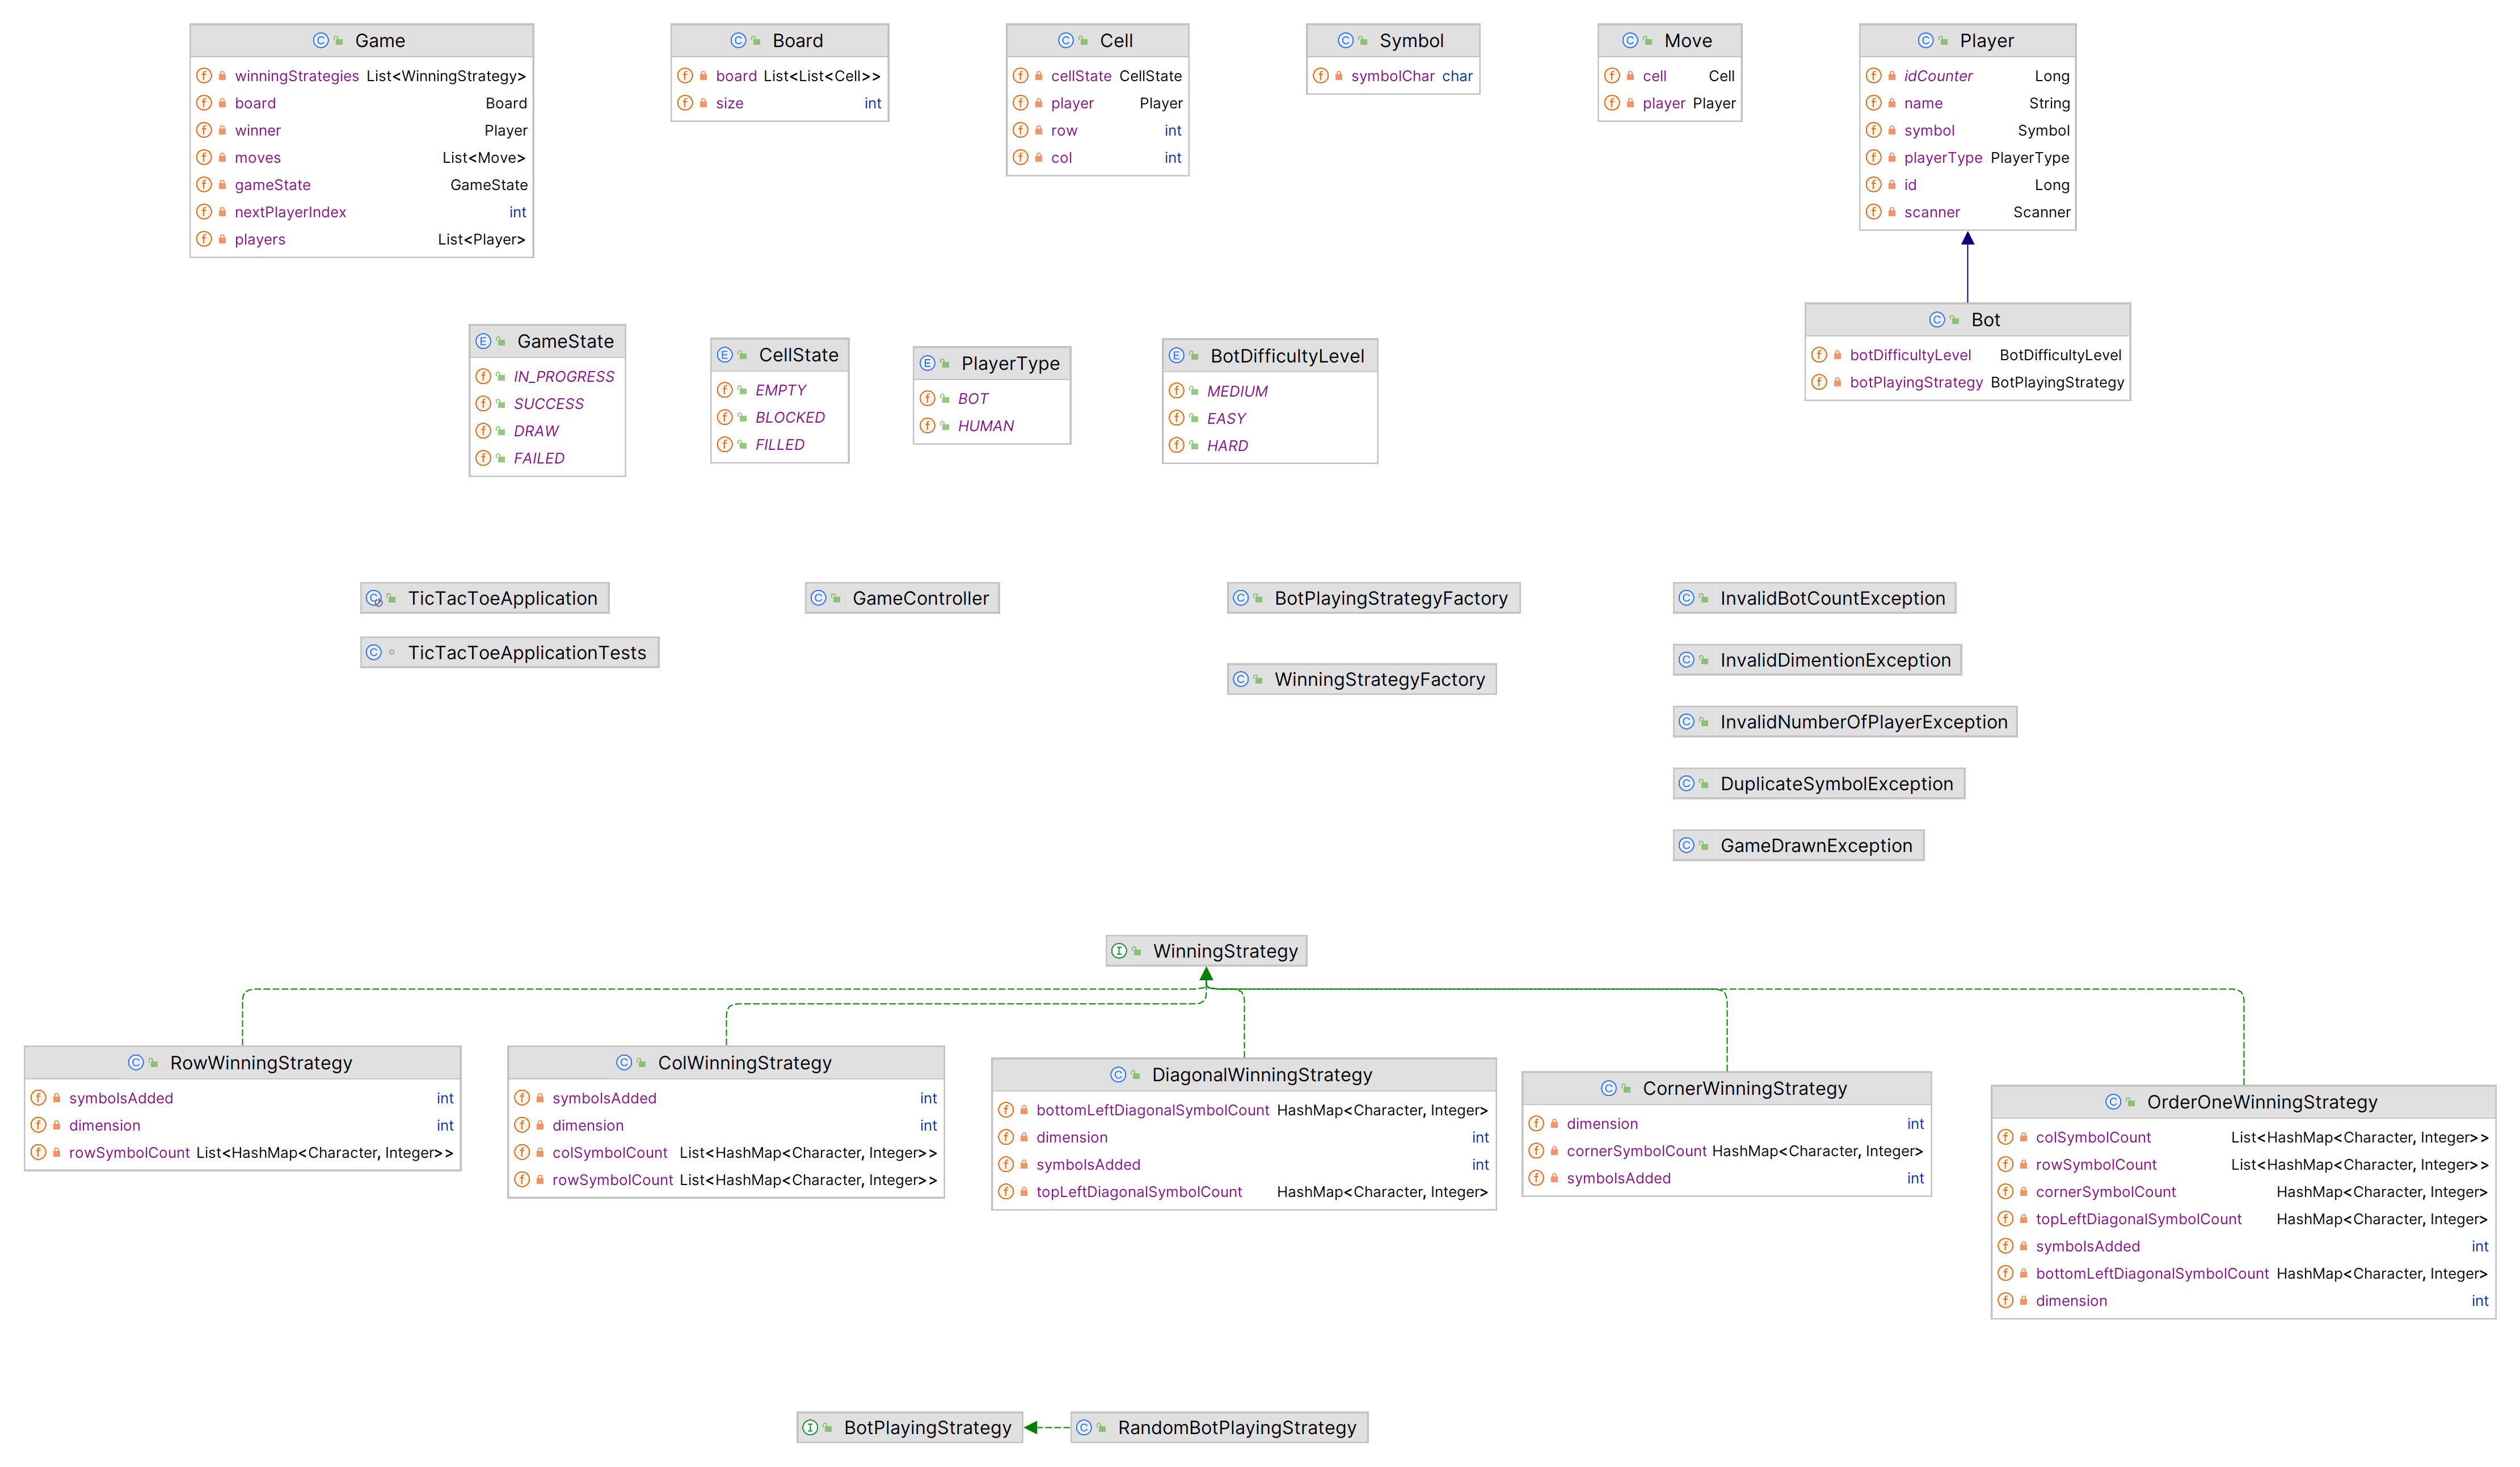 Game
winningStrategies List<WinningStrategy>
board Board
winner Player
moves List<Move>
gameState GameState
nextPlayerIndex int
players List<Player>
Board
board List<List<Cell>>
size int
Cell
cellState CellState
player Player
row int
col int
Symbol
symbolChar char
Move
cell Cell
player Player
Player
idCounter Long
name String
symbol Symbol
playerType PlayerType
id Long
scanner Scanner
Bot
botDifficultyLevel BotDifficultyLevel
botPlayingStrategy BotPlayingStrategy
GameState
IN_PROGRESS
SUCCESS
DRAW
FAILED
CellState
EMPTY
BLOCKED
FILLED
PlayerType
BOT
HUMAN
BotDifficultyLevel
MEDIUM
EASY
HARD
TicTacToeApplication
TicTacToeApplicationTests
GameController
BotPlayingStrategyFactory
WinningStrategyFactory
InvalidBotCountException
InvalidDimentionException
InvalidNumberOfPlayerException
DuplicateSymbolException
GameDrawnException
WinningStrategy
RowWinningStrategy
symbolsAdded int
dimension int
rowSymbolCount List<HashMap<Character, Integer>>
ColWinningStrategy
symbolsAdded int
dimension int
colSymbolCount List<HashMap<Character, Integer>>
rowSymbolCount List<HashMap<Character, Integer>>
DiagonalWinningStrategy
bottomLeftDiagonalSymbolCount HashMap<Character, Integer>
dimension int
symbolsAdded int
topLeftDiagonalSymbolCount HashMap<Character, Integer>
CornerWinningStrategy
dimension int
cornerSymbolCount HashMap<Character, Integer>
symbolsAdded int
OrderOneWinningStrategy
colSymbolCount List<HashMap<Character, Integer>>
rowSymbolCount List<HashMap<Character, Integer>>
cornerSymbolCount HashMap<Character, Integer>
topLeftDiagonalSymbolCount HashMap<Character, Integer>
symbolsAdded int
bottomLeftDiagonalSymbolCount HashMap<Character, Integer>
dimension int
BotPlayingStrategy
RandomBotPlayingStrategy